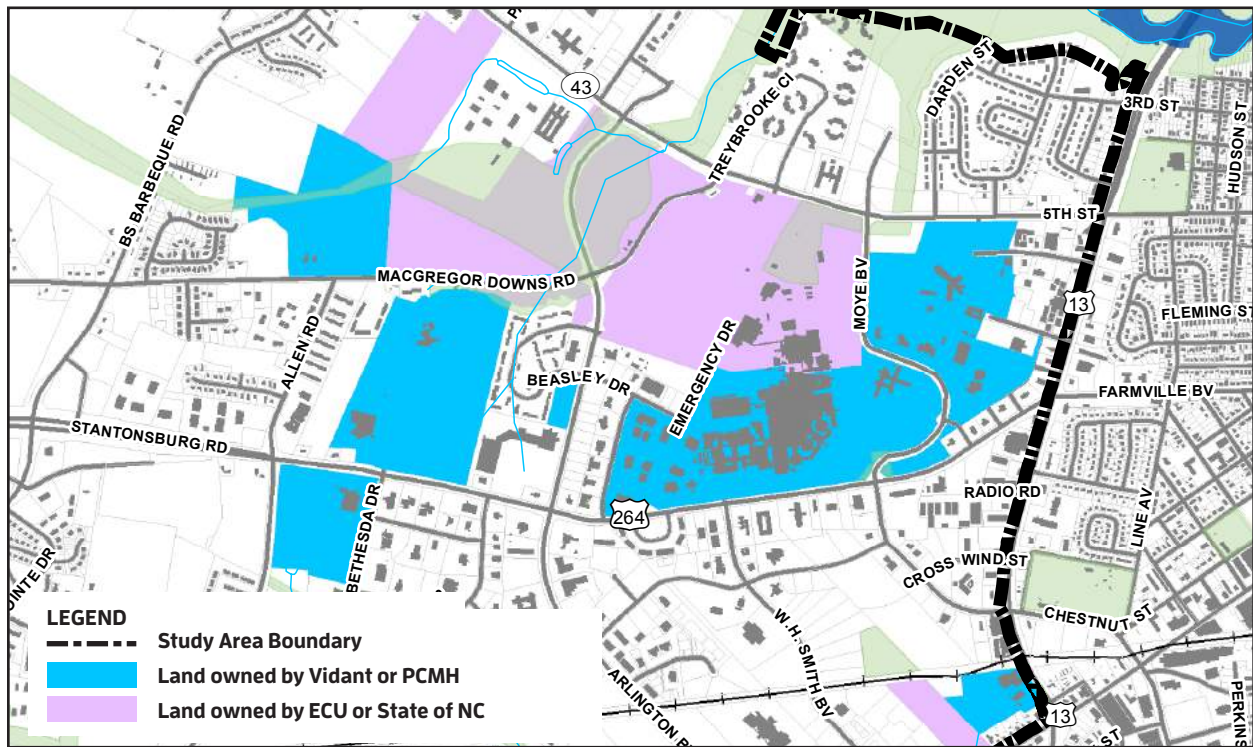 43
TREYBROOKE CI
DARDEN ST
3RD ST
HUDSON ST
BS BARBEQUE RD
5TH ST
MACGREGOR DOWNS RD
MOYE BV
13
FLEMING ST
ALLEN RD
EMERGENCY DR
BEASLEY DR
FARMVILLE BV
STANTONSBURG RD
RADIO RD
LINE AV
264
BETHESDA DR
CROSS WIND ST
CHESTNUT ST
W.H. SMITH BV
ARLINGTON
PERKINS
13
ST
LEGEND
Study Area Boundary
Land owned by Vidant or PCMH
Land owned by ECU or State of NC